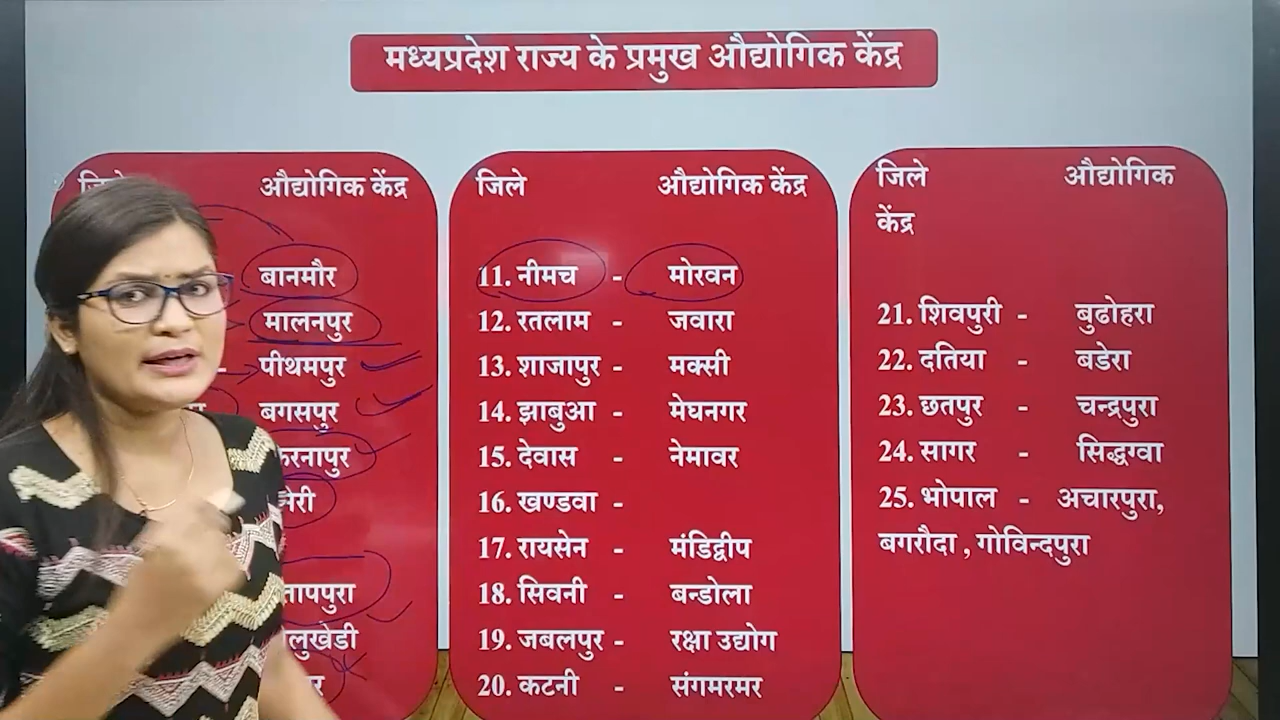 मध्यप्रदेश राज्य के प्रमुख औद्योगिक केंद्र
जिले औद्योगिक केंद्र
बानमौर
मालनपुर
पीथमपुर
बगसपुर
लुखेडी
जिले औद्योगिक केंद्र
11. नीमच - मोरवन
12. रतलाम - जवारा
13. शाजापुर - मक्सी
14. झाबुआ - मेघनगर
15. देवास - नेमावर
16. खण्डवा -
17. रायसेन - मंडिद्वीप
18. सिवनी - बन्डोला
19. जबलपुर - रक्षा उद्योग
20. कटनी - संगमरमर
जिले औद्योगिक
केंद्र
21. शिवपुरी - बुढोहरा
22. दतिया - बडेरा
23. छतपुर - चन्द्रपुरा
24. सागर - सिद्धग्वा
25. भोपाल - अचारपुरा,
बगरौदा , गोविन्दपुरा